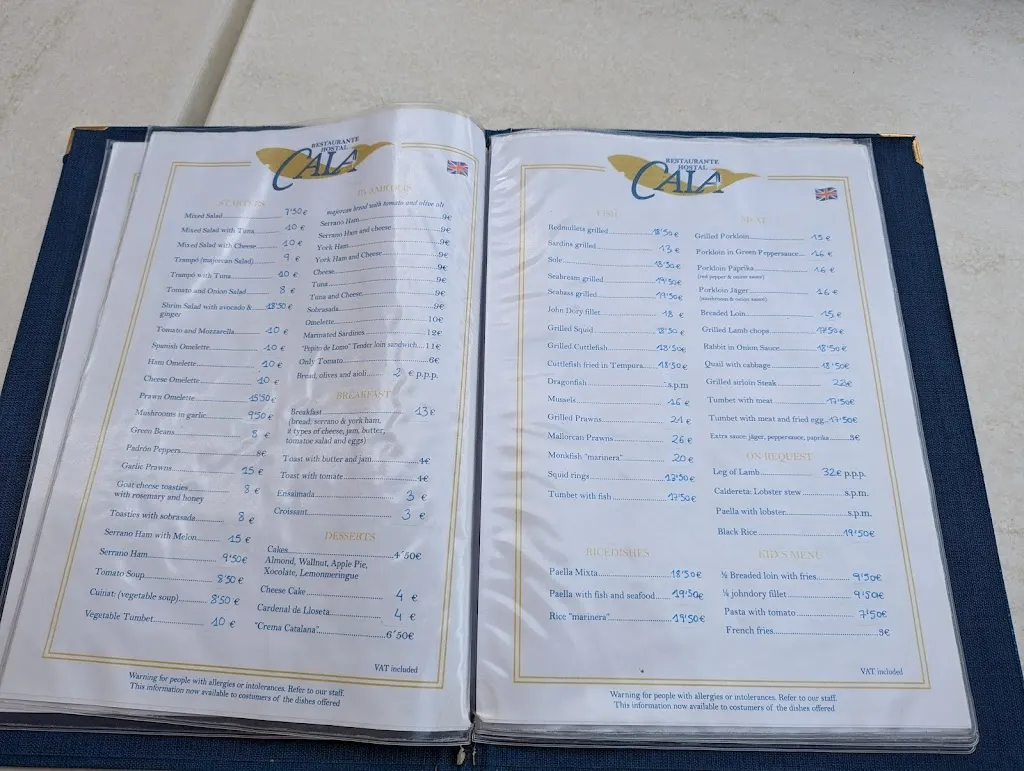 RESTAURANTE
HOSTAL
CALA
STARTERS
Mixed Salad 7'50 €
Mixed Salad with Tuna 10 €
Mixed Salad with Cheese 10 €
Trampó (majorcan Salad) 9 €
Trampó with Tuna 10 €
Tomato and Onion Salad 8 €
Shrim Salad with avocado & 18'50 €
ginger
Tomato and Mozzarella 10 €
Spanish Omelette 10 €
Ham Omelette 10 €
Cheese Omelette 10 €
Prawn Omelette 15'50€
Mushrooms in garlic 9'50€
Green Beans 8 €
Padrón Peppers 8€
Garlic Prawns 15 €
Goat cheese toasties 8 €
with rosemary and honey
Toasties with sobrasada 8 €
Serrano Ham with Melon 15 €
Serrano Ham 9'50€
Tomato Soup 8'50 €
Cuinat: (vegetable soup) 8'50 €
Vegetable Tumbet 10 €
PA AMB OLIS
majorcan bread with tomato and olive oli
Serrano Ham 9€
Serrano Ham and cheese 9€
York Ham 9€
York Ham and Cheese 9€
Cheese 9€
Tuna 9€
Tuna and Cheese 9€
Sobrasada 9€
Omelette 10€
Marinated Sardines 12€
"Pepito de Lomo" Tender loin sandwich 11€
Only Tomato 6€
Bread, olives and aioli 2 € p.p.p.
BREAKFAST
Breakfast 13€
(bread, serrano & york ham,
2 types of cheese, jam, butter,
tomatoe salad and eggs)
Toast with butter and jam 4€
Toast with tomate 4€
Ensaimada 3 €
Croissant 3 €
DESSERTS
Cakes 4'50€
Almond, Wallnut, Apple Pie,
Xocolate, Lemonmeringue
Cheese Cake 4 €
Cardenal de Lloseta 4 €
"Crema Catalana" 6'50€
VAT included
Warning for people with allergies or intolerances. Refer to our staff.
This information now available to costumers of the dishes offered
RESTAURANTE
HOSTAL
CALA
FISH
Redmullets grilled 18'50€
Sardins grilled 13 €
Sole 18'50€
Seabream grilled 19'50€
Seabass grilled 19'50€
John Dory fillet 18 €
Grilled Squid 18'50€
Grilled Cuttlefish 18'50€
Cuttlefish fried in Tempura 18'50€
Dragonfish s.p.m
Mussels 16 €
Grilled Prawns 21 €
Mallorcan Prawns 26 €
Monkfish "marinera" 20 €
Squid rings
Tumbet with fish 17'50€
RICEDISHES
Paella Mixta 18'50€
Paella with fish and seafood 19'50€
Rice "marinera" 19'50€
MEAT
Grilled Porkloin 15 €
Porkloin in Green Peppersauce 16 €
Porkloin Paprika 16 €
(red pepper & onion sauce)
Porkloin Jäger 16 €
(mushrooms & onion sauce)
Breaded Loin 15 €
Grilled Lamb chops 17'50€
Rabbit in Onion Sauce 18'50€
Quail with cabbage 18'50€
Grilled sirloin Steak 22€
Tumbet with meat 17'50€
Tumbet with meat and fried egg 17'50€
Extra sauce: jäger, peppersauce, paprika 3€
ON REQUEST
Leg of Lamb 32€ p.p.p.
Caldereta: Lobster stew s.p.m.
Paella with lobster s.p.m.
Black Rice 19'50€
KID'S MENU
½ Breaded loin with fries 9'50€
½ johndory fillet 9'50€
Pasta with tomato 7'50€
French fries 3€
VAT included
Warning for people with allergies or intolerances. Refer to our staff.
This information now available to costumers of the dishes offered